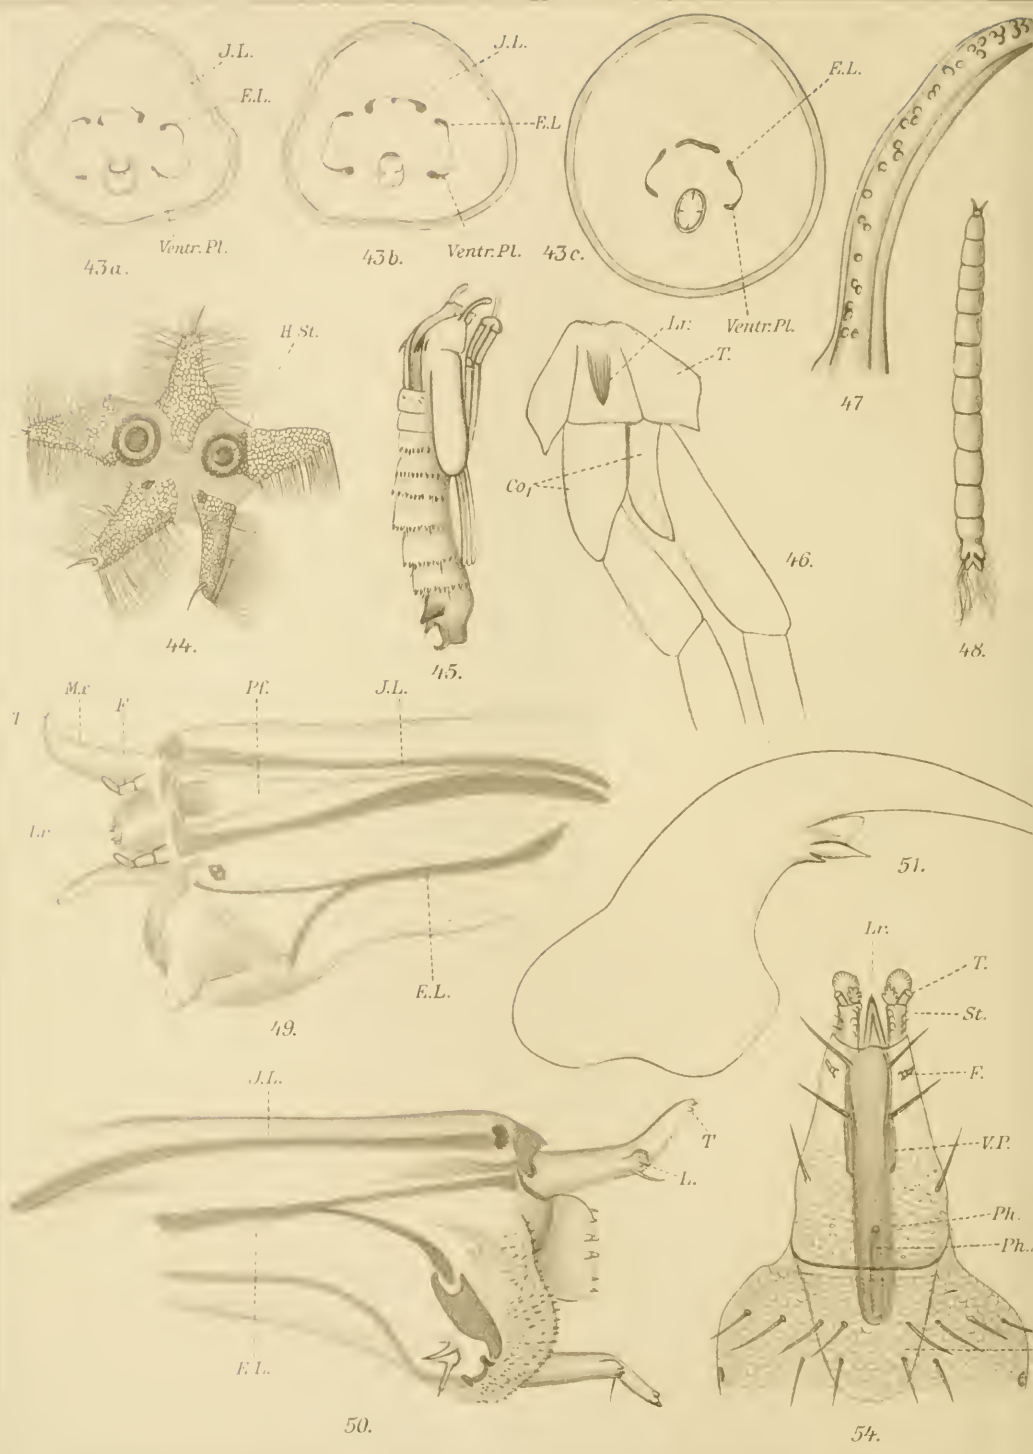 J.L.
E.L.
Ventr. Pl.
43a.
J.L.
E.L
Ventr. Pl.
43b.
E.L.
Ventr. Pl.
43c.
47
H St.
44.
45.
Lr.
T.
Co₁
46.
48.
Mx
F
Pf.
J.L.
Lr
E.L.
49.
51.
J.L.
T
L.
E.L.
50.
Lr.
T.
St.
F.
V.P.
Ph.
Ph.
54.